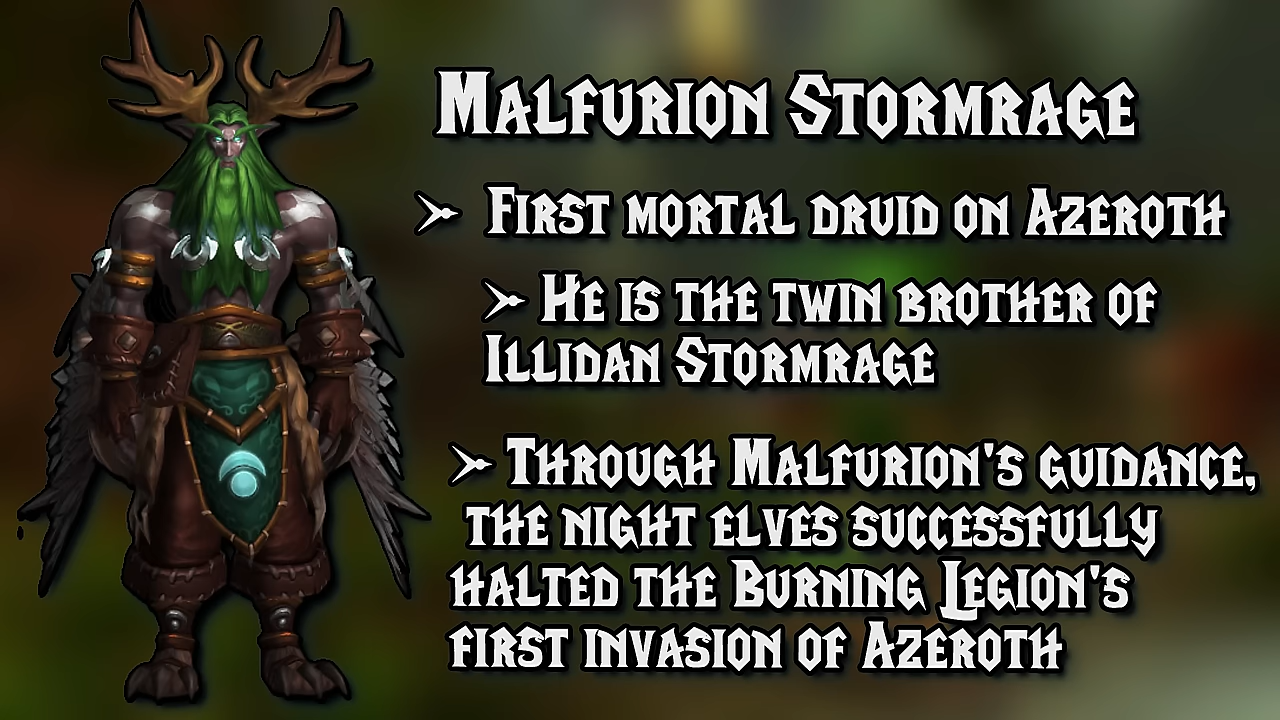 Malfurion Stormrage
➤ First mortal druid on Azeroth
➤ He is the twin brother of
Illidan Stormrage
➤ Through Malfurion's guidance,
the night elves successfully
halted the Burning Legion's
first invasion of Azeroth